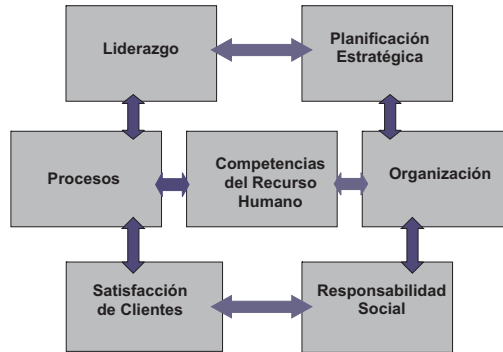 Liderazgo
Planificación
Estratégica
Procesos
Competencias
del Recurso
Humano
Organización
Satisfacción
de Clientes
Responsabilidad
Social